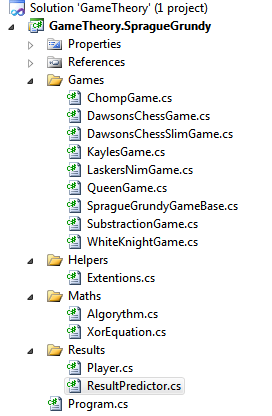 Solution 'GameTheory' (1 project)
GameTheory.SpragueGrundy
Properties
References
Games
ChompGame.cs
DawsonsChessGame.cs
DawsonsChessSlimGame.cs
KaylesGame.cs
LaskersNimGame.cs
QueenGame.cs
SpragueGrundyGameBase.cs
SubstractionGame.cs
WhiteKnightGame.cs
Helpers
Extentions.cs
Maths
Algorythm.cs
XorEquation.cs
Results
Player.cs
ResultPredictor.cs
Program.cs